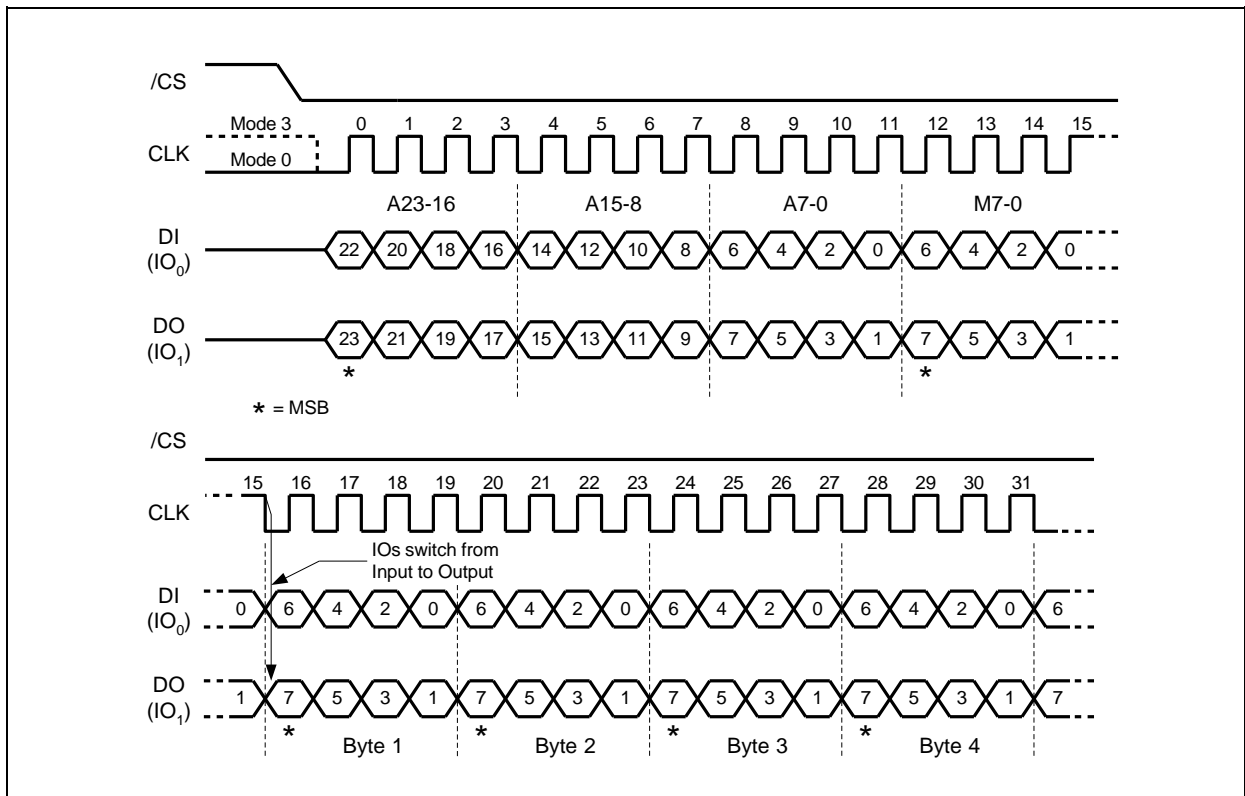 /CS
Mode 3
0 1 2 3 4 5 6 7 8 9 10 11 12 13 14 15
CLK
Mode 0
A23-16 A15-8 A7-0 M7-0
DI
(IO0)
22 20 18 16 14 12 10 8 6 4 2 0 6 4 2 0
DO
(IO1)
23 21 19 17 15 13 11 9 7 5 3 1 7 5 3 1
* *
* = MSB
/CS
15 16 17 18 19 20 21 22 23 24 25 26 27 28 29 30 31
CLK
IOs switch from
Input to Output
DI
(IO0)
0 6 4 2 0 6 4 2 0 6 4 2 0 6 4 2 0 6
DO
(IO1)
1 7 5 3 1 7 5 3 1 7 5 3 1 7 5 3 1 7
* * * *
Byte 1 Byte 2 Byte 3 Byte 4